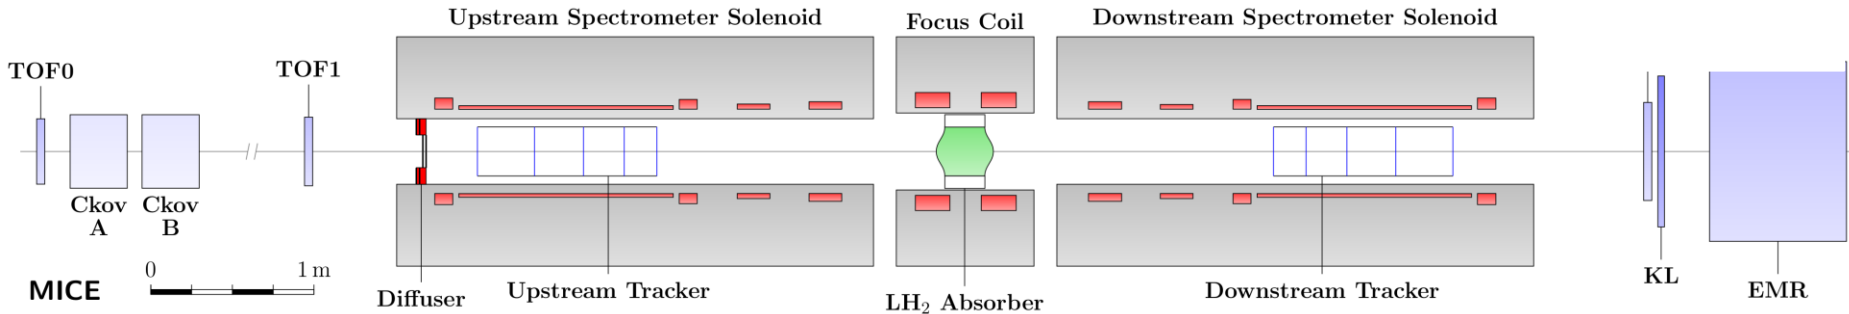 Upstream Spectrometer Solenoid
Focus Coil
Downstream Spectrometer Solenoid
TOF0
TOF1
Ckov
A
Ckov
B
MICE
0
1 m
Diffuser
Upstream Tracker
LH₂ Absorber
Downstream Tracker
KL
EMR